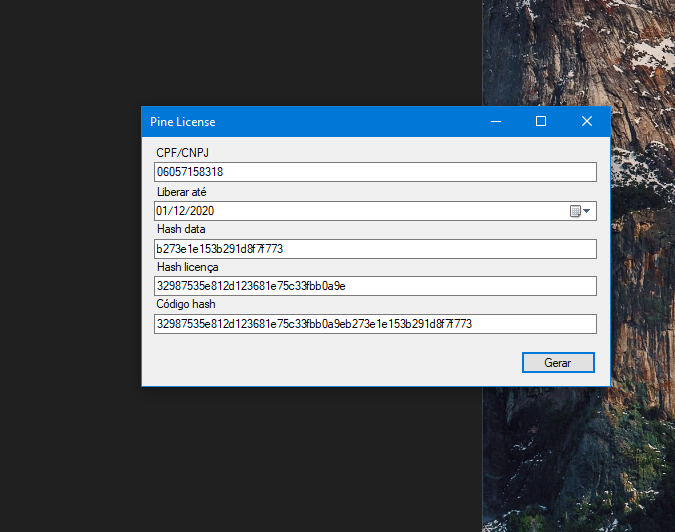 Pine License
CPF/CNPJ
06057158318
Liberar até
01/12/2020
Hash data
b273e1e153b291d8f7f773
Hash licença
32987535e812d123681e75c33fbb0a9e
Código hash
32987535e812d123681e75c33fbb0a9eb273e1e153b291d8f7f773
Gerar